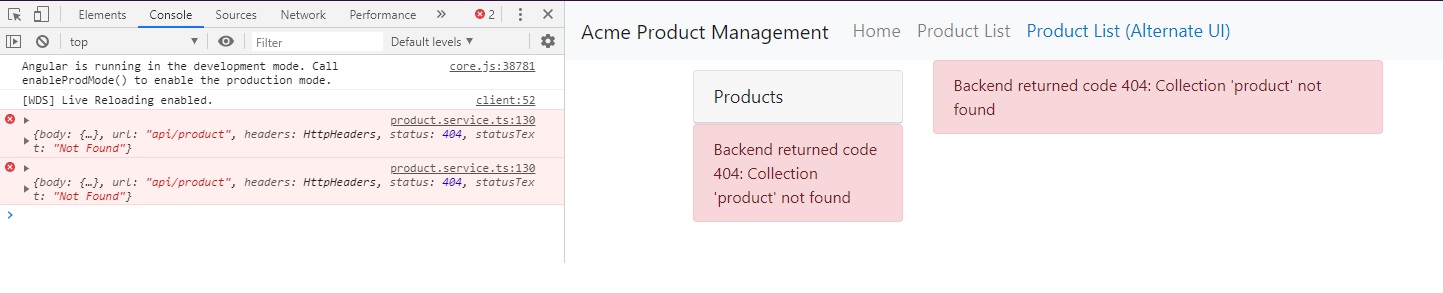 Elements Console Sources Network Performance » 2
top Filter Default levels
Angular is running in the development mode. Call core.js:38781
enableProdMode() to enable the production mode.
[WDS] Live Reloading enabled. client:52
product.service.ts:130
{body: {…}, url: "api/product", headers: HttpHeaders, status: 404, statusTex
t: "Not Found"}
product.service.ts:130
{body: {…}, url: "api/product", headers: HttpHeaders, status: 404, statusTex
t: "Not Found"}
Acme Product Management Home Product List Product List (Alternate UI)
Products
Backend returned code
404: Collection
'product' not found
Backend returned code 404: Collection 'product' not
found